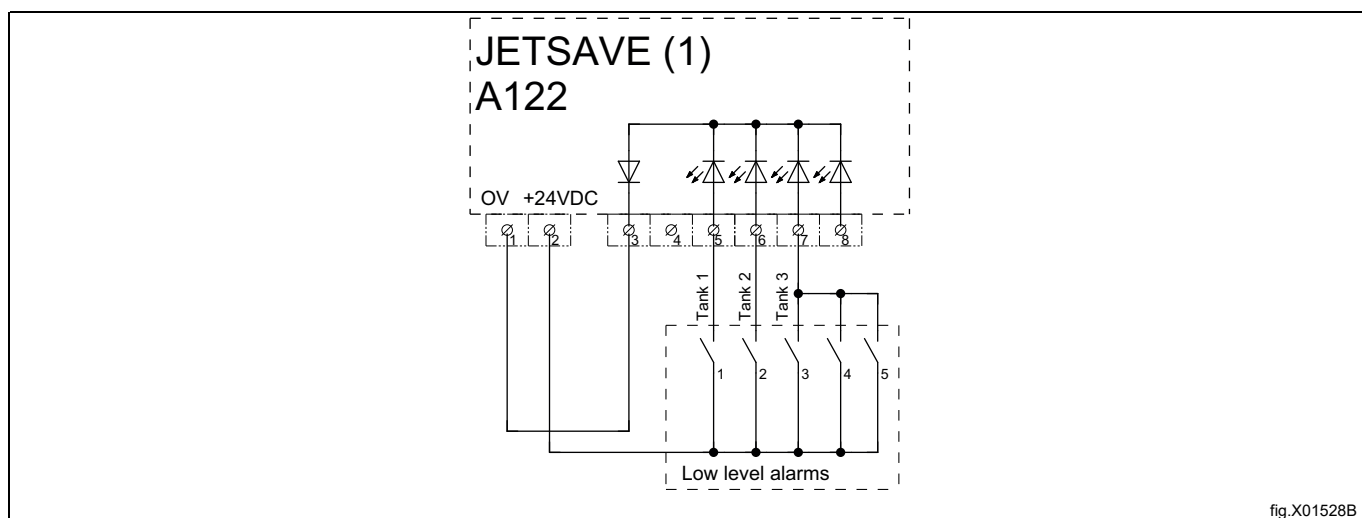 JETSAVE (1)
A122
OV +24VDC
1 2 3 4 5 6 7 8
Tank 1
Tank 2
Tank 3
1 2 3 4 5
Low level alarms
fig.X01528B